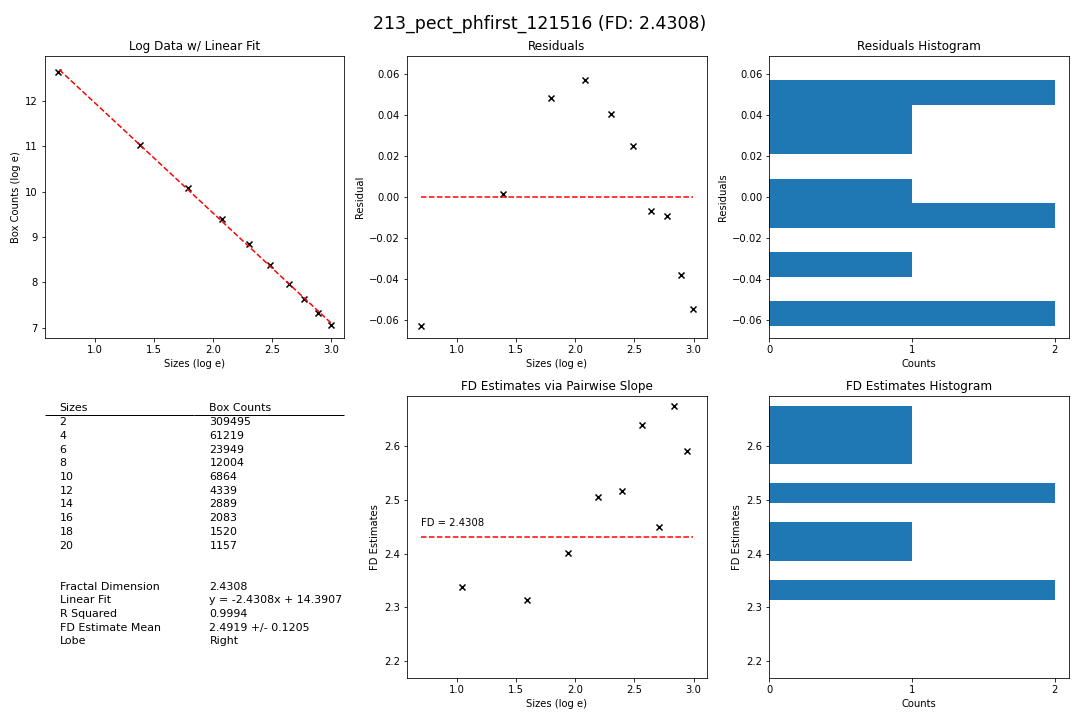 213_pect_phfirst_121516 (FD: 2.4308)
Log Data w/ Linear Fit
Box Counts (log e)
12
11
10
9
8
7
1.0 1.5 2.0 2.5 3.0
Sizes (log e)
Residuals
Residual
0.06
0.04
0.02
0.00
−0.02
−0.04
−0.06
1.0 1.5 2.0 2.5 3.0
Sizes (log e)
Residuals Histogram
Residuals
0.06
0.04
0.02
0.00
−0.02
−0.04
−0.06
0 1 2
Counts
Sizes Box Counts
2 309495
4 61219
6 23949
8 12004
10 6864
12 4339
14 2889
16 2083
18 1520
20 1157
Fractal Dimension 2.4308
Linear Fit y = -2.4308x + 14.3907
R Squared 0.9994
FD Estimate Mean 2.4919 +/- 0.1205
Lobe Right
FD Estimates via Pairwise Slope
FD Estimates
2.6
2.5
FD = 2.4308
2.4
2.3
2.2
1.0 1.5 2.0 2.5 3.0
Sizes (log e)
FD Estimates Histogram
FD Estimates
2.6
2.5
2.4
2.3
2.2
0 1 2
Counts